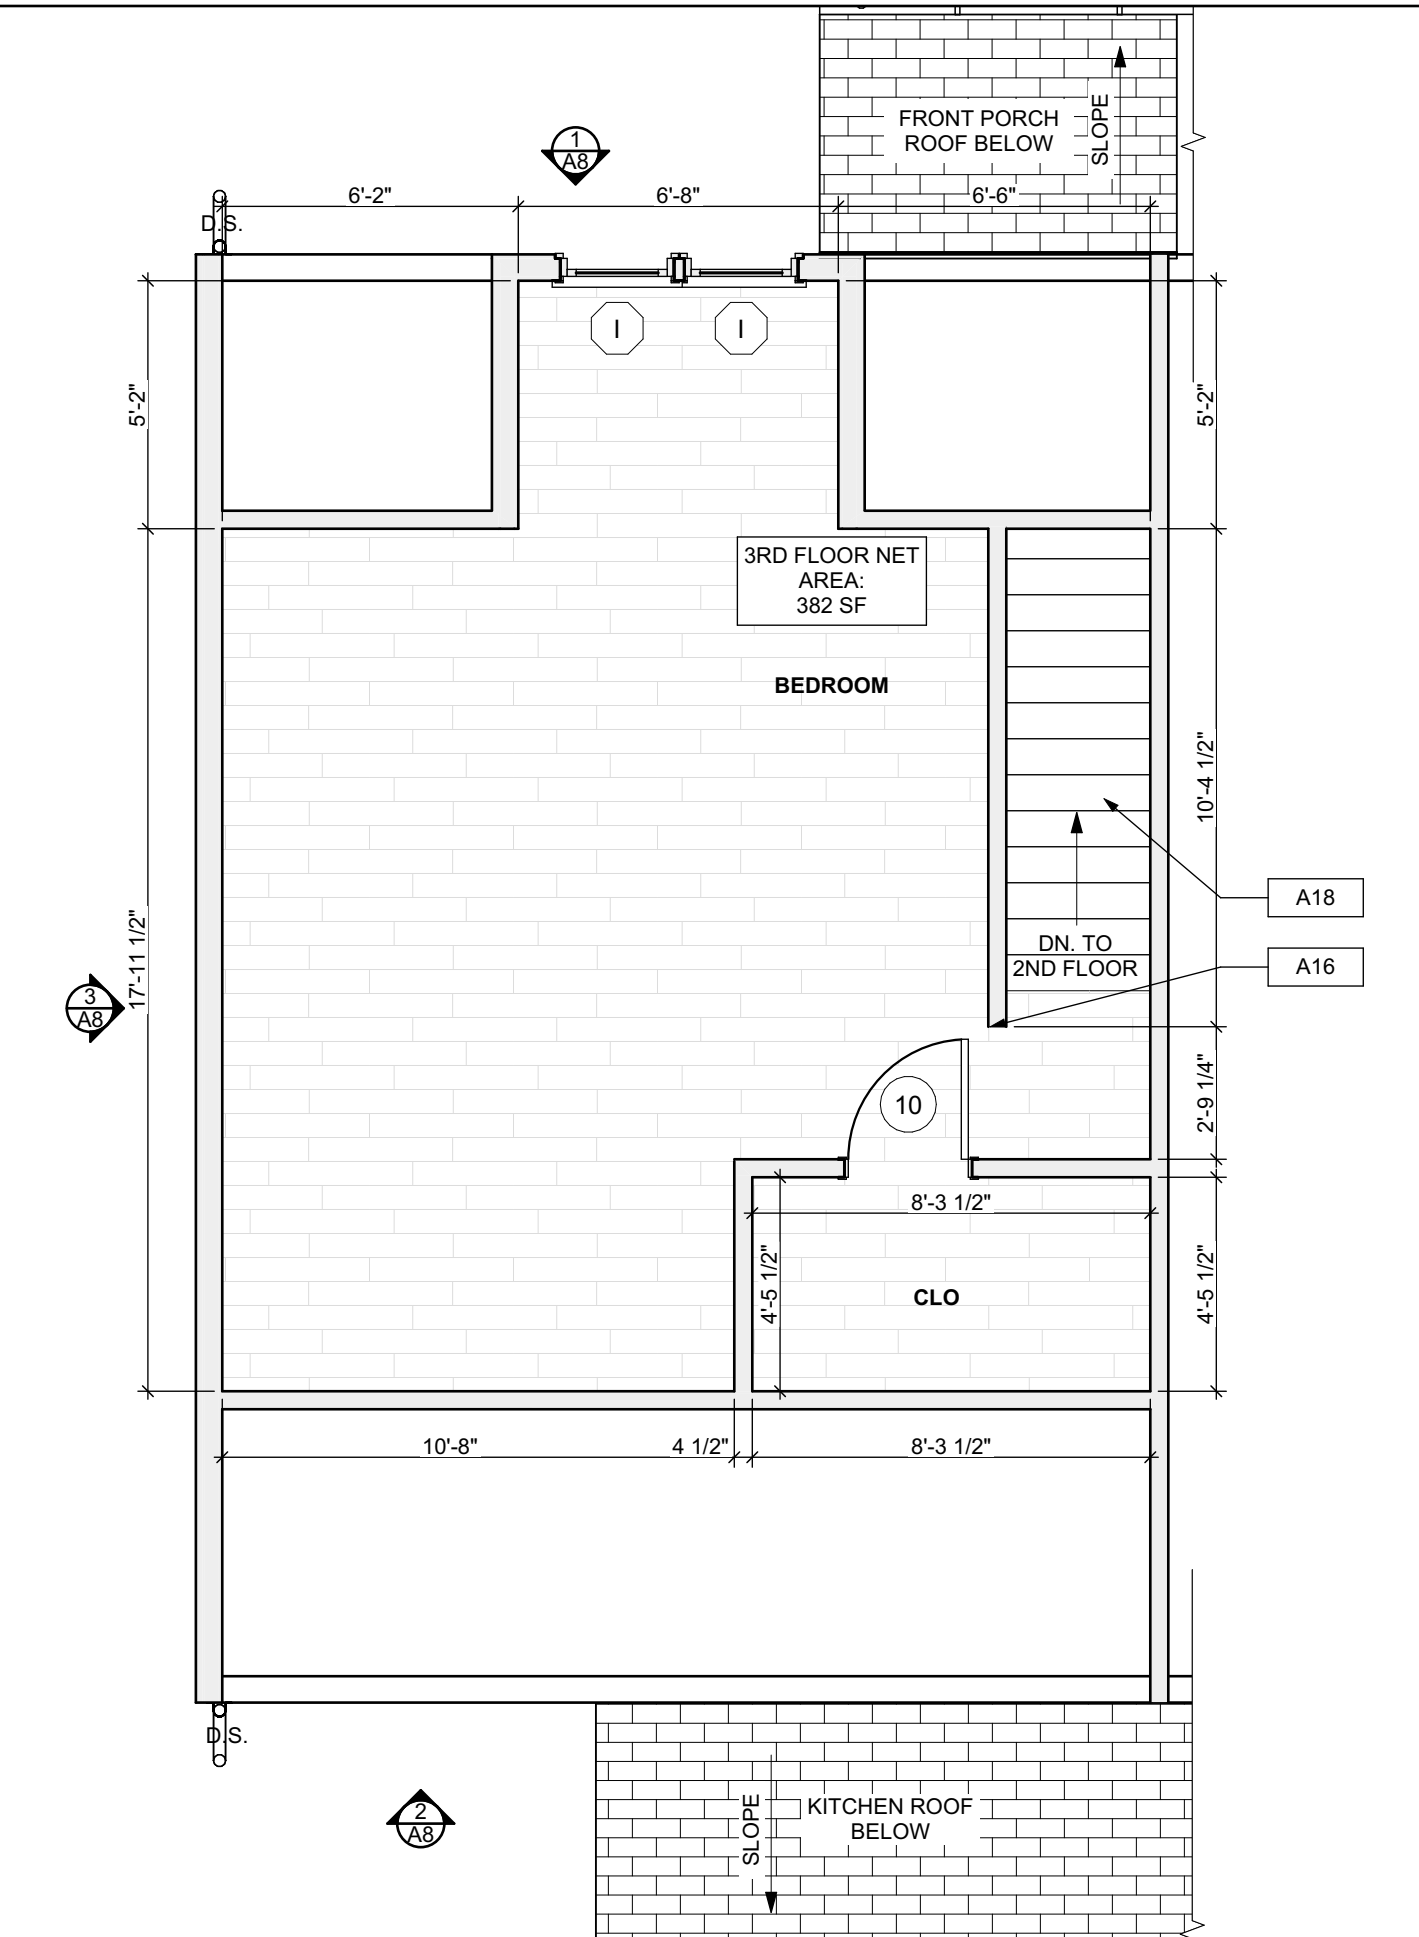 FRONT PORCH
ROOF BELOW
SLOPE
1
A8
6'-2"
6'-8"
6'-6"
D.S.
I
I
5'-2"
5'-2"
3RD FLOOR NET
AREA:
382 SF
BEDROOM
10'-4 1/2"
A18
17'-11 1/2"
DN. TO
2ND FLOOR
A16
3
A8
10
2'-9 1/4"
8'-3 1/2"
4'-5 1/2"
CLO
4'-5 1/2"
10'-8"
4 1/2"
8'-3 1/2"
D.S.
2
A8
SLOPE
KITCHEN ROOF
BELOW